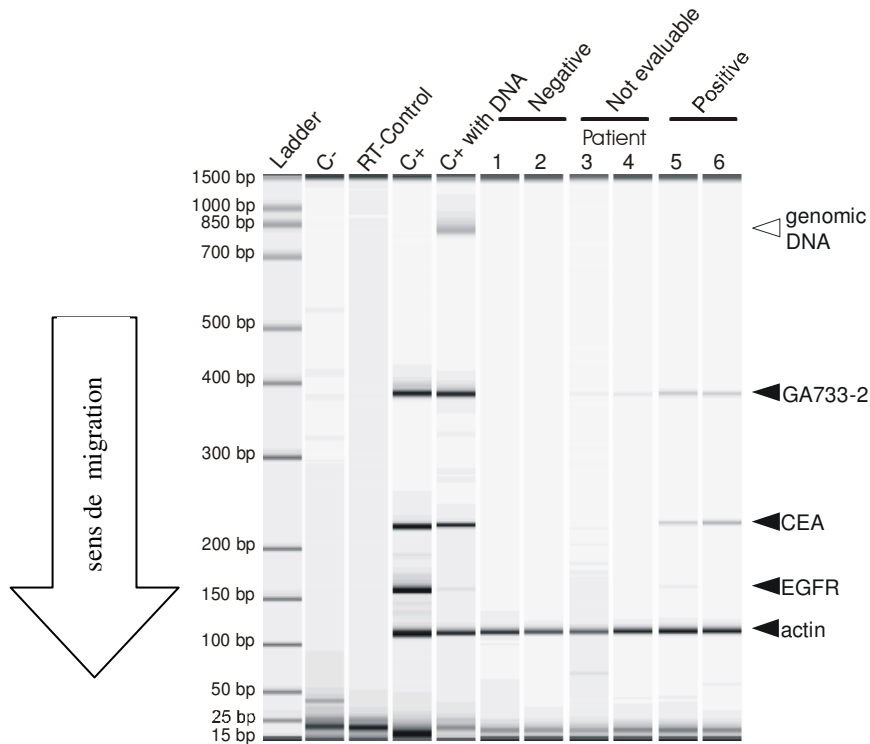 Ladder
C-
RT-Control
C+
C+ with DNA
Negative
Not evaluable
Positive
Patient
1 2 3 4 5 6
1500 bp
1000 bp
850 bp
700 bp
500 bp
400 bp
300 bp
200 bp
150 bp
100 bp
50 bp
25 bp
15 bp
sens de migration
genomic
DNA
GA733-2
CEA
EGFR
actin